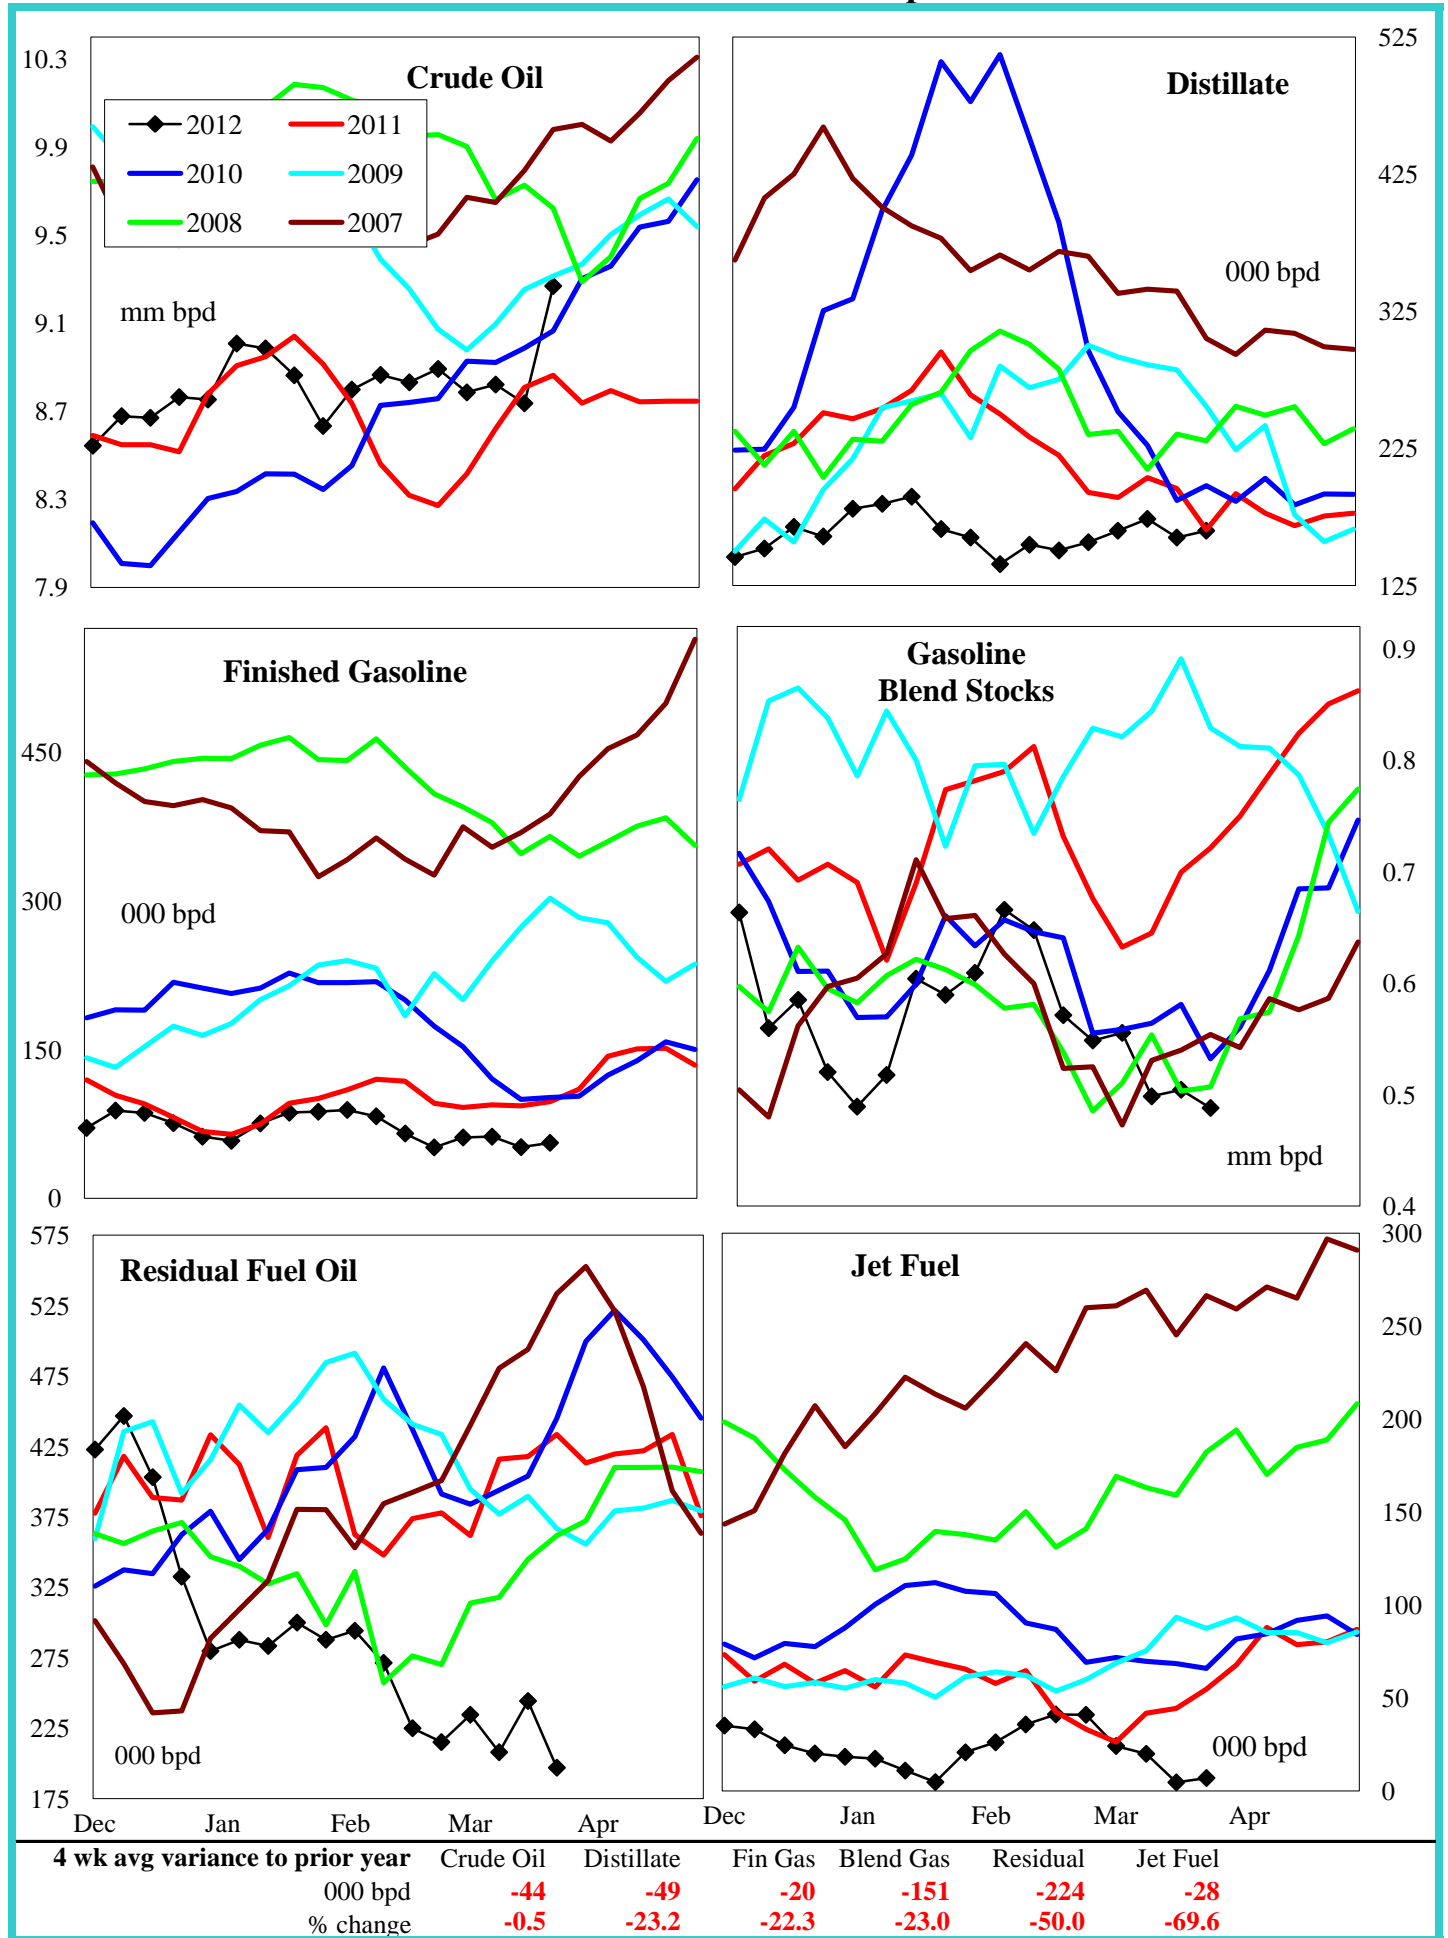 Crude Oil
10.3
9.9
9.5
9.1
8.7
8.3
7.9
2012
2011
2010
2009
2008
2007
mm bpd
Distillate
525
425
325
225
125
000 bpd
Finished Gasoline
450
300
150
0
000 bpd
Gasoline
Blend Stocks
0.9
0.8
0.7
0.6
0.5
0.4
mm bpd
Residual Fuel Oil
575
525
475
425
375
325
275
225
175
000 bpd
Dec Jan Feb Mar Apr
Jet Fuel
300
250
200
150
100
50
0
000 bpd
Dec Jan Feb Mar Apr
4 wk avg variance to prior year Crude Oil Distillate Fin Gas Blend Gas Residual Jet Fuel
000 bpd -44 -49 -20 -151 -224 -28
% change -0.5 -23.2 -22.3 -23.0 -50.0 -69.6